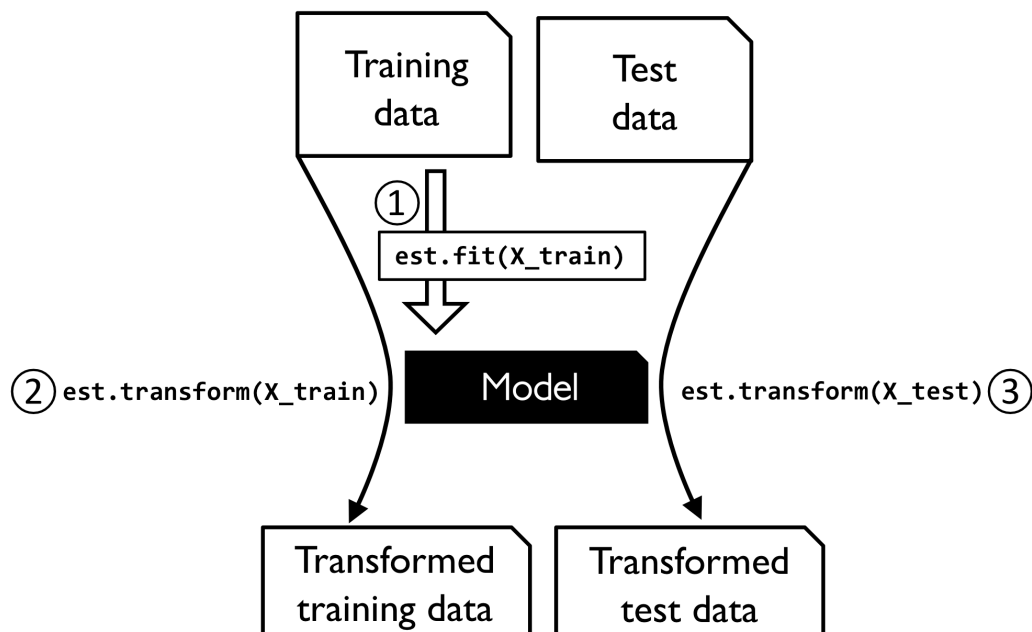 Training
data
Test
data
1
est.fit(X_train)
2 est.transform(X_train)
Model
est.transform(X_test) 3
Transformed
training data
Transformed
test data